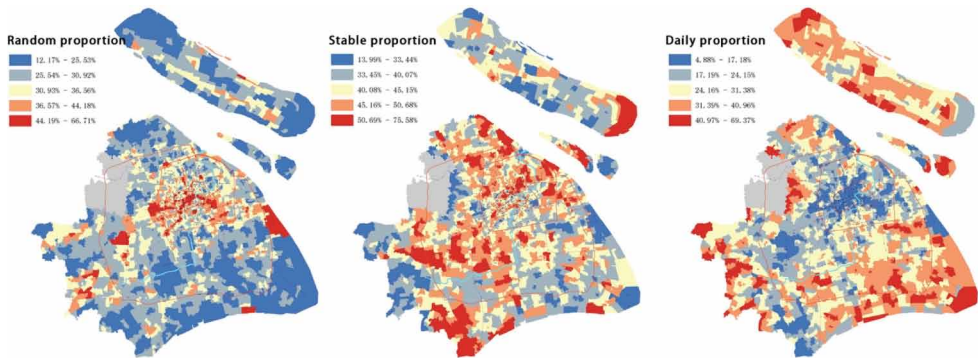 Random proportion
12.17% - 25.53%
25.54% - 30.92%
30.93% - 36.56%
36.57% - 44.18%
44.19% - 66.71%
Stable proportion
13.99% - 33.44%
33.45% - 40.07%
40.08% - 45.15%
45.16% - 50.68%
50.69% - 75.58%
Daily proportion
4.88% - 17.18%
17.19% - 24.15%
24.16% - 31.38%
31.39% - 40.96%
40.97% - 69.37%